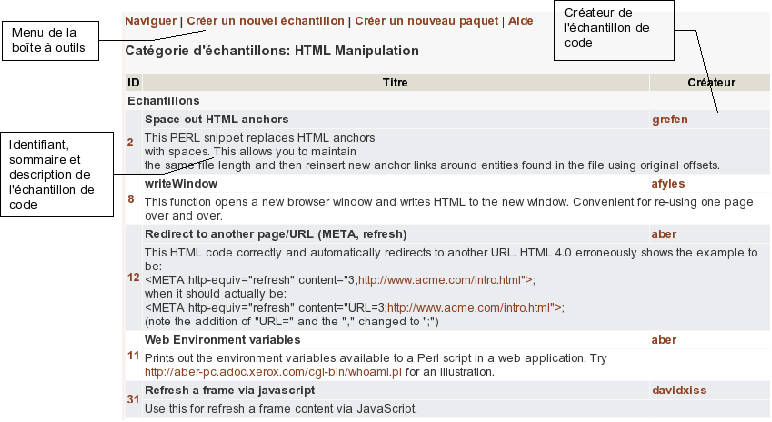 Naviguer | Créer un nouvel échantillon | Créer un nouveau paquet | Aide
Menu de la
boîte à outils
Créateur de
l'échantillon de
code
Catégorie d'échantillons: HTML Manipulation
ID Titre Créateur
Echantillons
Space out HTML anchors grefen
2
This PERL snippet replaces HTML anchors
with spaces. This allows you to maintain
the same file length and then reinsert new anchor links around entities found in the file using original offsets.
Identifiant,
sommaire et
description de
l'échantillon de
code
writeWindow afyles
8
This function opens a new browser window and writes HTML to the new window. Convenient for re-using one page
over and over.
Redirect to another page/URL (META, refresh) aber
12
This HTML code correctly and automatically redirects to another URL. HTML 4.0 erroneously shows the example to
be:
<META http-equiv="refresh" content="3,http://www.acme.com/intro.html">;
when it should actually be:
<META http-equiv="refresh" content="URL=3;http://www.acme.com/intro.html">;
(note the addition of "URL=" and the "," changed to ";")
Web Environment variables aber
11
Prints out the environment variables available to a Perl script in a web application. Try
http://aber-pc.adoc.xerox.com/cgi-bin/whoami.pl for an illustration.
Refresh a frame via javascript davidxiss
31
Use this for refresh a frame content via JavaScript.